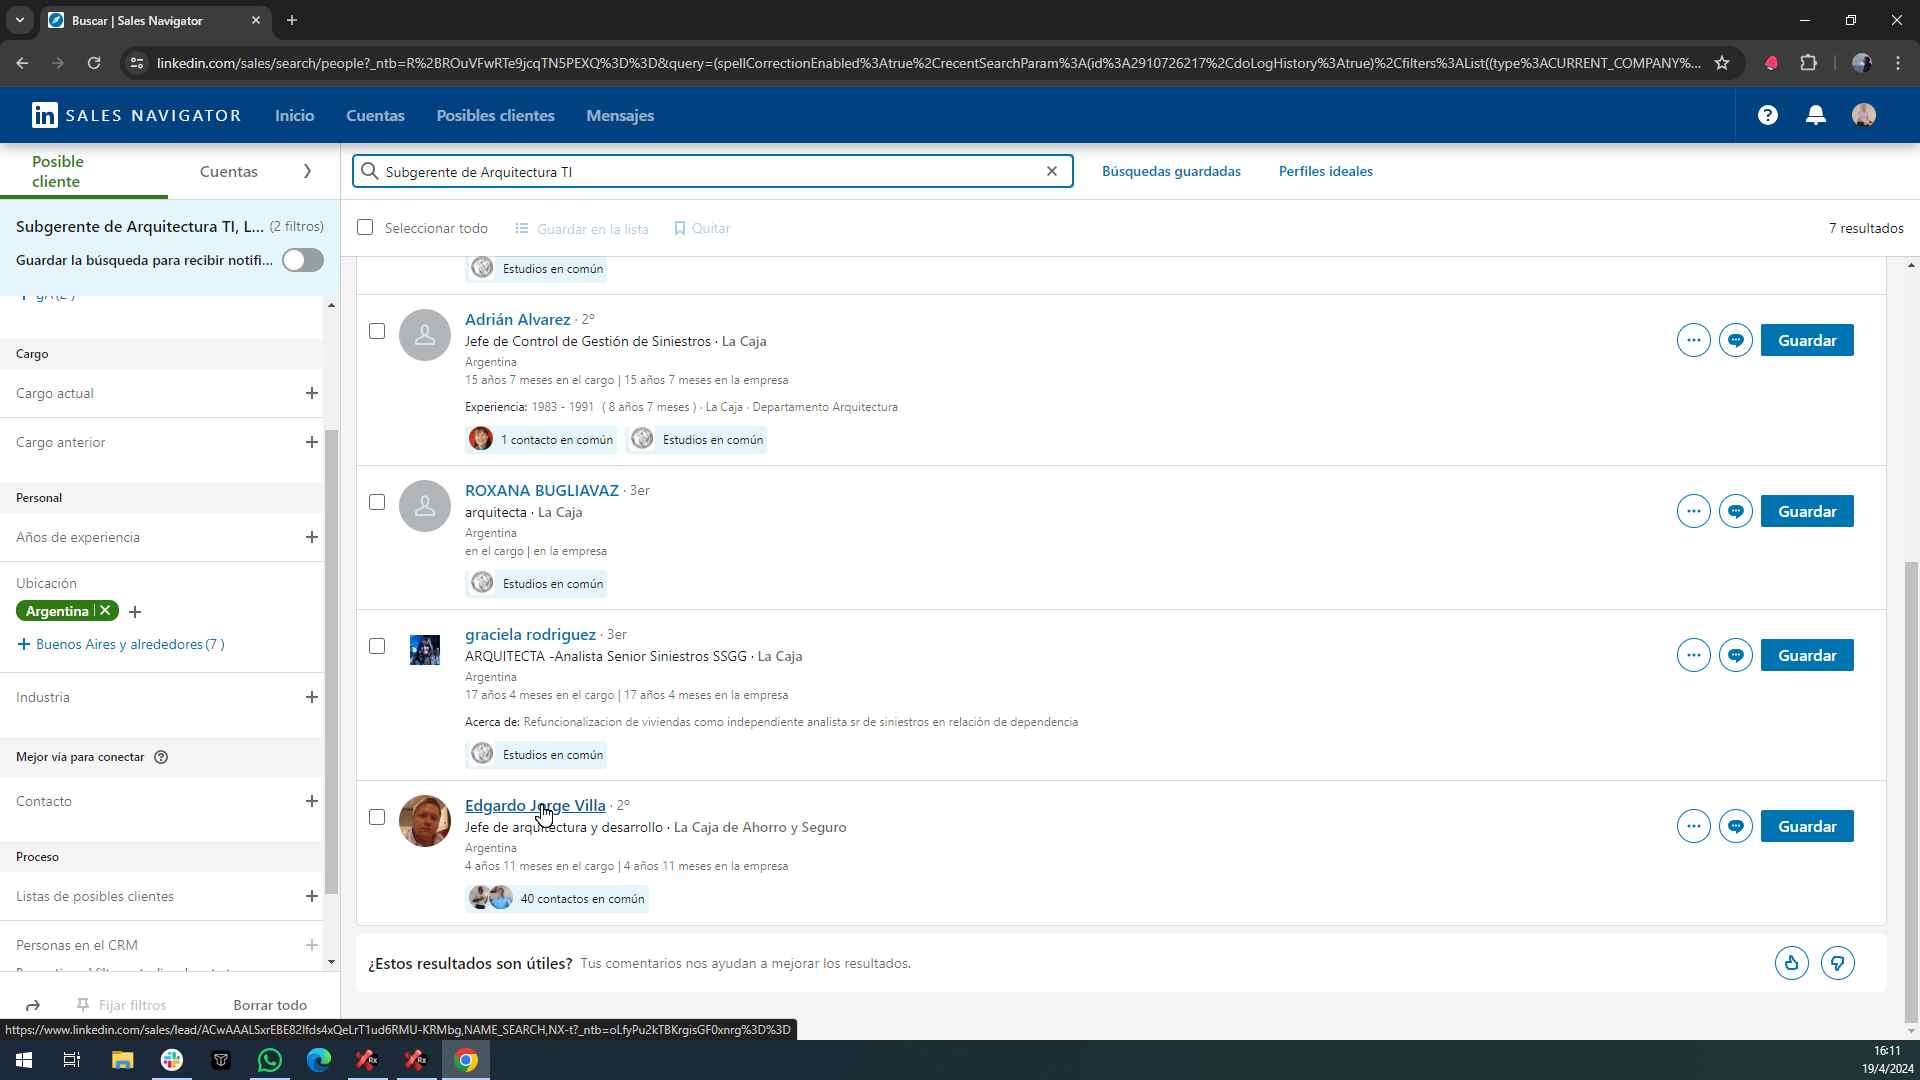 Buscar | Sales Navigator
linkedin.com/sales/search/people?_ntb=R%2BROuVFwRTe9jcqTN5PEXQ%3D%3D&query=(spellCorrectionEnabled%3Atrue%2CrecentSearchParam%3A(id%3A2910726217%2CdoLogHistory%3Atrue)%2Cfilters%3AList((type%3ACURRENT_COMPANY%...
in SALES NAVIGATOR
Inicio
Cuentas
Posibles clientes
Mensajes
Posible cliente
Cuentas
Subgerente de Arquitectura TI
Búsquedas guardadas
Perfiles ideales
Subgerente de Arquitectura TI, L... (2 filtros)
Guardar la búsqueda para recibir notifi...
Seleccionar todo
Guardar en la lista
Quitar
7 resultados
Cargo
Cargo actual
Cargo anterior
Personal
Años de experiencia
Ubicación
Argentina
Buenos Aires y alrededores (7 )
Industria
Mejor vía para conectar
Contacto
Proceso
Listas de posibles clientes
Personas en el CRM
Fijar filtros
Borrar todo
Estudios en común
Adrián Alvarez · 2º
Jefe de Control de Gestión de Siniestros · La Caja
Argentina
15 años 7 meses en el cargo | 15 años 7 meses en la empresa
Experiencia: 1983 - 1991 ( 8 años 7 meses ) · La Caja · Departamento Arquitectura
1 contacto en común
Estudios en común
Guardar
ROXANA BUGLIAVAZ · 3er
arquitecta · La Caja
Argentina
en el cargo | en la empresa
Estudios en común
Guardar
graciela rodriguez · 3er
ARQUITECTA -Analista Senior Siniestros SSGG · La Caja
Argentina
17 años 4 meses en el cargo | 17 años 4 meses en la empresa
Acerca de: Refuncionalizacion de viviendas como independiente analista sr de siniestros en relación de dependencia
Estudios en común
Guardar
Edgardo Jorge Villa · 2º
Jefe de arquitectura y desarrollo · La Caja de Ahorro y Seguro
Argentina
4 años 11 meses en el cargo | 4 años 11 meses en la empresa
40 contactos en común
Guardar
¿Estos resultados son útiles? Tus comentarios nos ayudan a mejorar los resultados.
https://www.linkedin.com/sales/lead/ACwAAALSxrEBE82lfds4xQeLrT1ud6RMU-KRMbg,NAME_SEARCH,NX-t?_ntb=oLfyPu2kTBKrgisGF0xnrg%3D%3D
16:11
19/4/2024